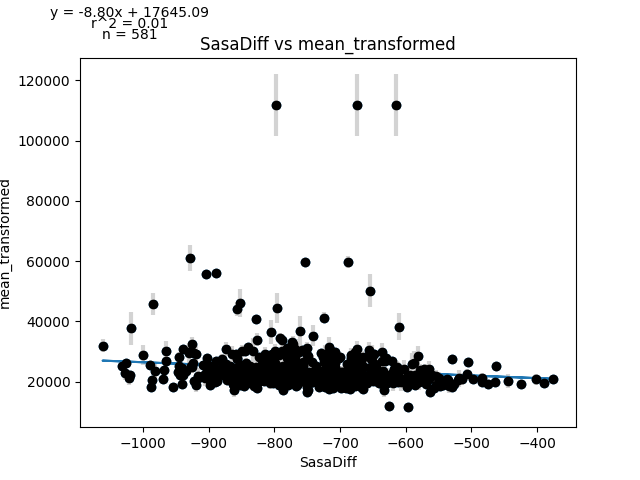 y = -8.80x + 17645.09
r^2 = 0.01
n = 581
SasaDiff vs mean_transformed
120000
100000
80000
60000
40000
20000
mean_transformed
−1000
−900
−800
−700
−600
−500
−400
SasaDiff